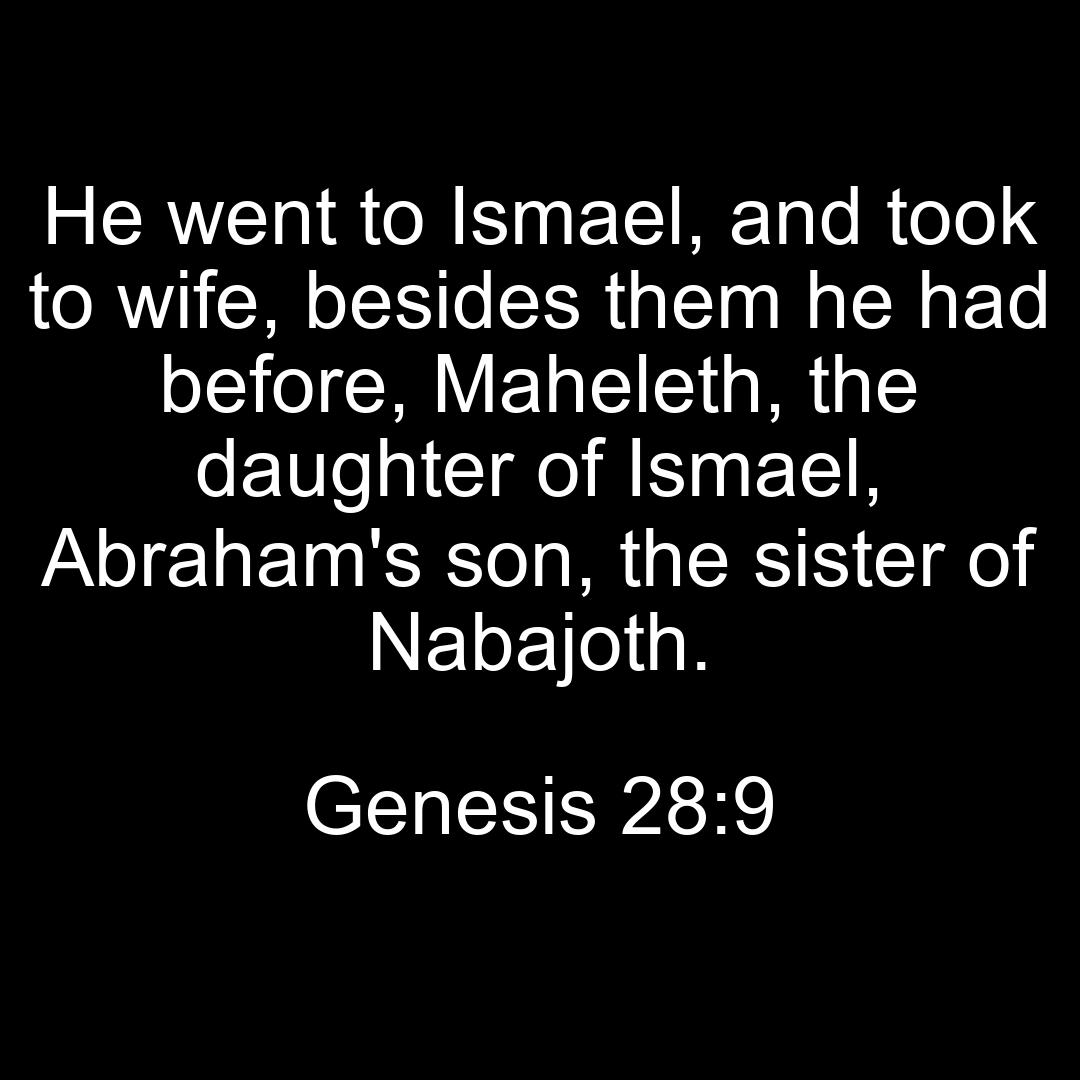 He went to Ismael, and took
to wife, besides them he had
before, Maheleth, the
daughter of Ismael,
Abraham's son, the sister of
Nabajoth.
Genesis 28:9